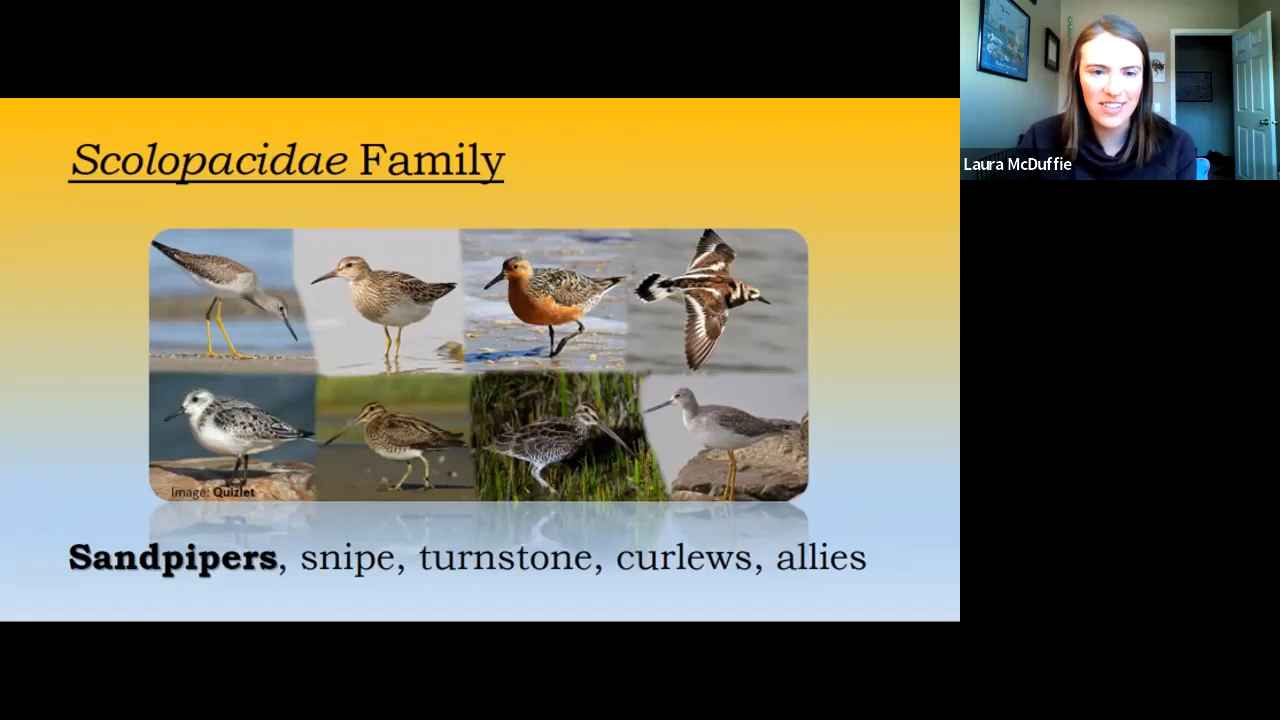 Scolopacidae Family
Image: Quizlet
Sandpipers, snipe, turnstone, curlews, allies
Laura McDuffie